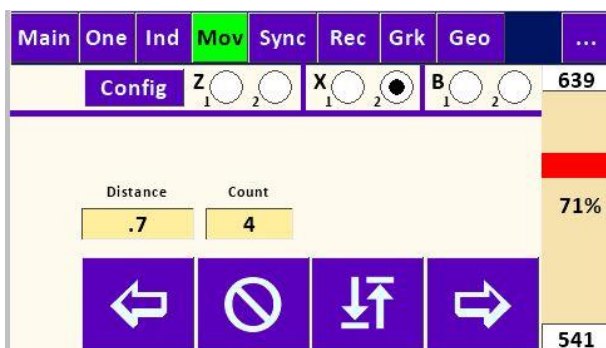 Main One Ind Mov Sync Rec Grk Geo ...
Config Z 1 2 X 1 2 B 1 2 639
71%
Distance Count
.7 4
541